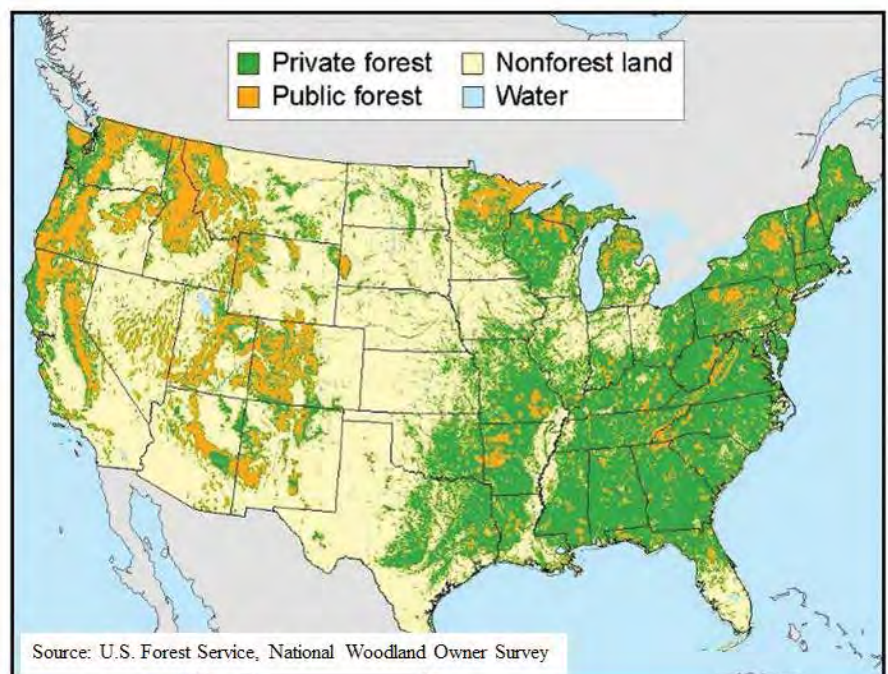 Private forest
Nonforest land
Public forest
Water
Source: U.S. Forest Service, National Woodland Owner Survey